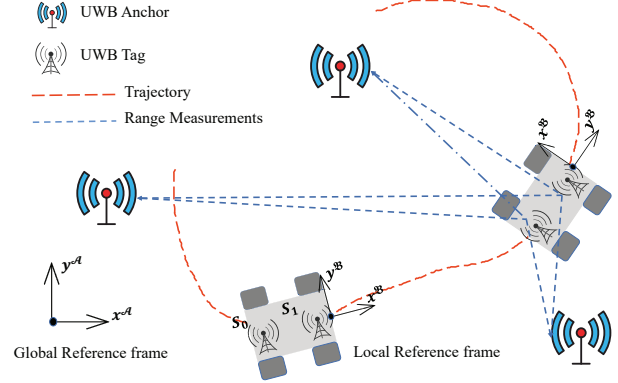 UWB Anchor
UWB Tag
Trajectory
Range Measurements
x^ℬ
y^ℬ
y^𝒜
x^𝒜
Global Reference frame
S₀
S₁
y^ℬ
x^ℬ
Local Reference frame